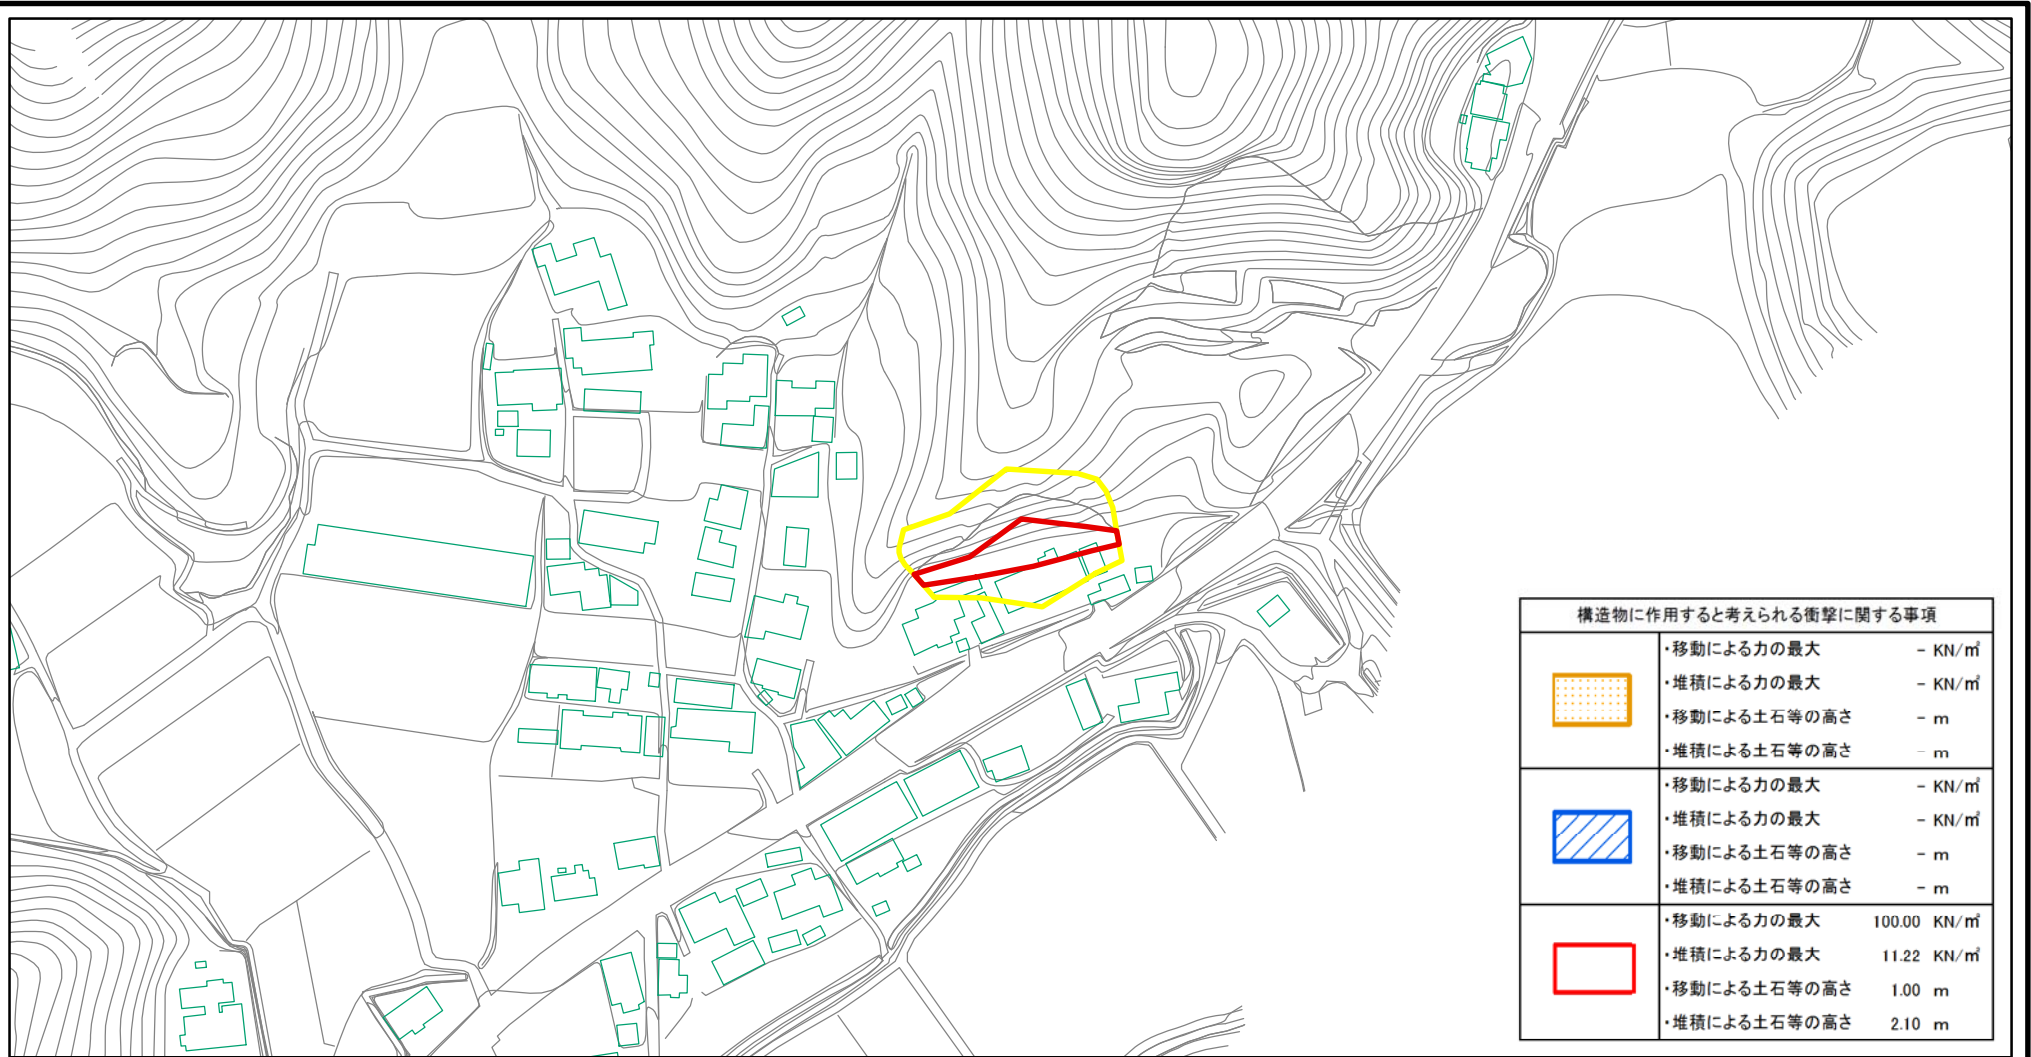 構造物に作用すると考えられる衝撃に関する事項
・移動による力の最大 - KN/㎡
・堆積による力の最大 - KN/㎡
・移動による土石等の高さ - m
・堆積による土石等の高さ - m
・移動による力の最大 - KN/㎡
・堆積による力の最大 - KN/㎡
・移動による土石等の高さ - m
・堆積による土石等の高さ - m
・移動による力の最大 100.00 KN/㎡
・堆積による力の最大 11.22 KN/㎡
・移動による土石等の高さ 1.00 m
・堆積による土石等の高さ 2.10 m